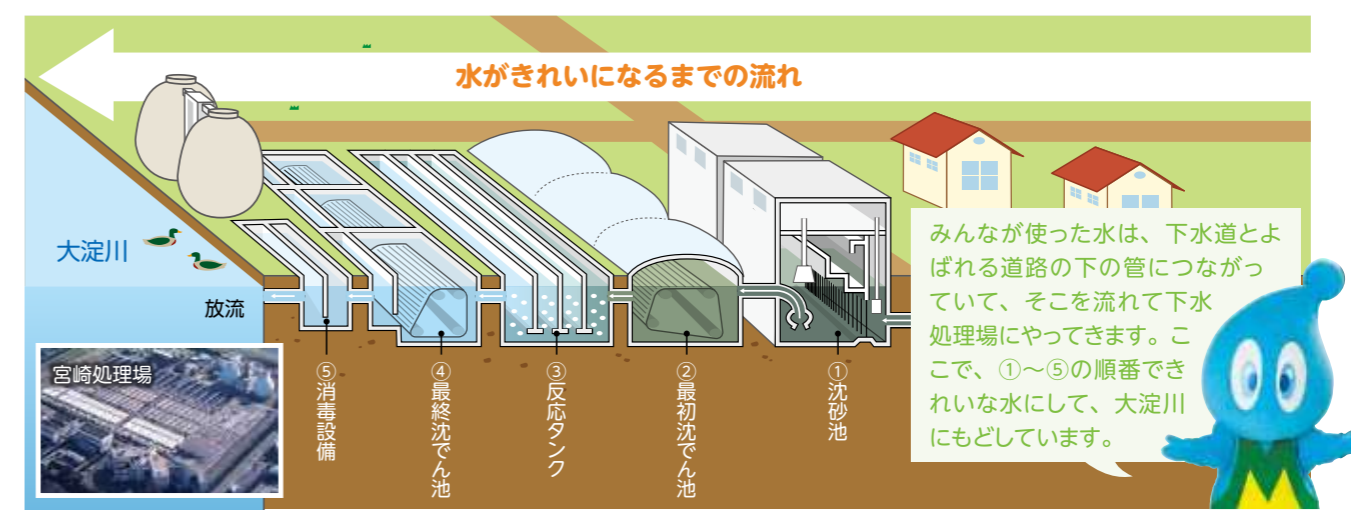 水がきれいになるまでの流れ
みんなが使った水は、下水道とよ
ばれる道路の下の管につながっ
ていて、そこを流れて下水
処理場にやってきます。こ
こで、①～⑤の順番でき
れいな水にして、大淀川
にもどしています。
大淀川
放流
宮崎処理場
①沈砂池
②最初沈でん池
③反応タンク
④最終沈でん池
⑤消毒設備